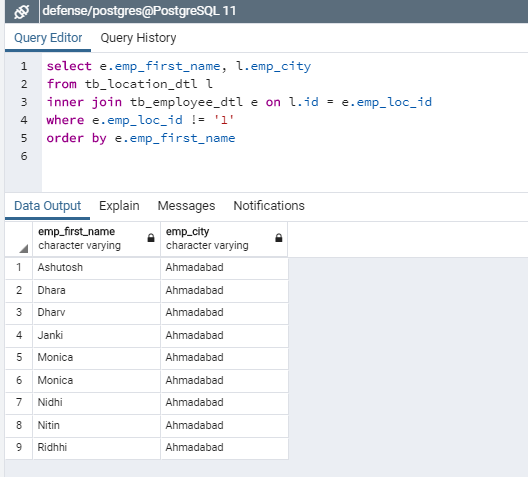 defense/postgres@PostgreSQL 11
Query Editor Query History
1 select e.emp_first_name, l.emp_city
2 from tb_location_dtl l
3 inner join tb_employee_dtl e on l.id = e.emp_loc_id
4 where e.emp_loc_id != '1'
5 order by e.emp_first_name
6
Data Output Explain Messages Notifications
emp_first_name emp_city
character varying character varying
1 Ashutosh Ahmadabad
2 Dhara Ahmadabad
3 Dharv Ahmadabad
4 Janki Ahmadabad
5 Monica Ahmadabad
6 Monica Ahmadabad
7 Nidhi Ahmadabad
8 Nitin Ahmadabad
9 Ridhhi Ahmadabad